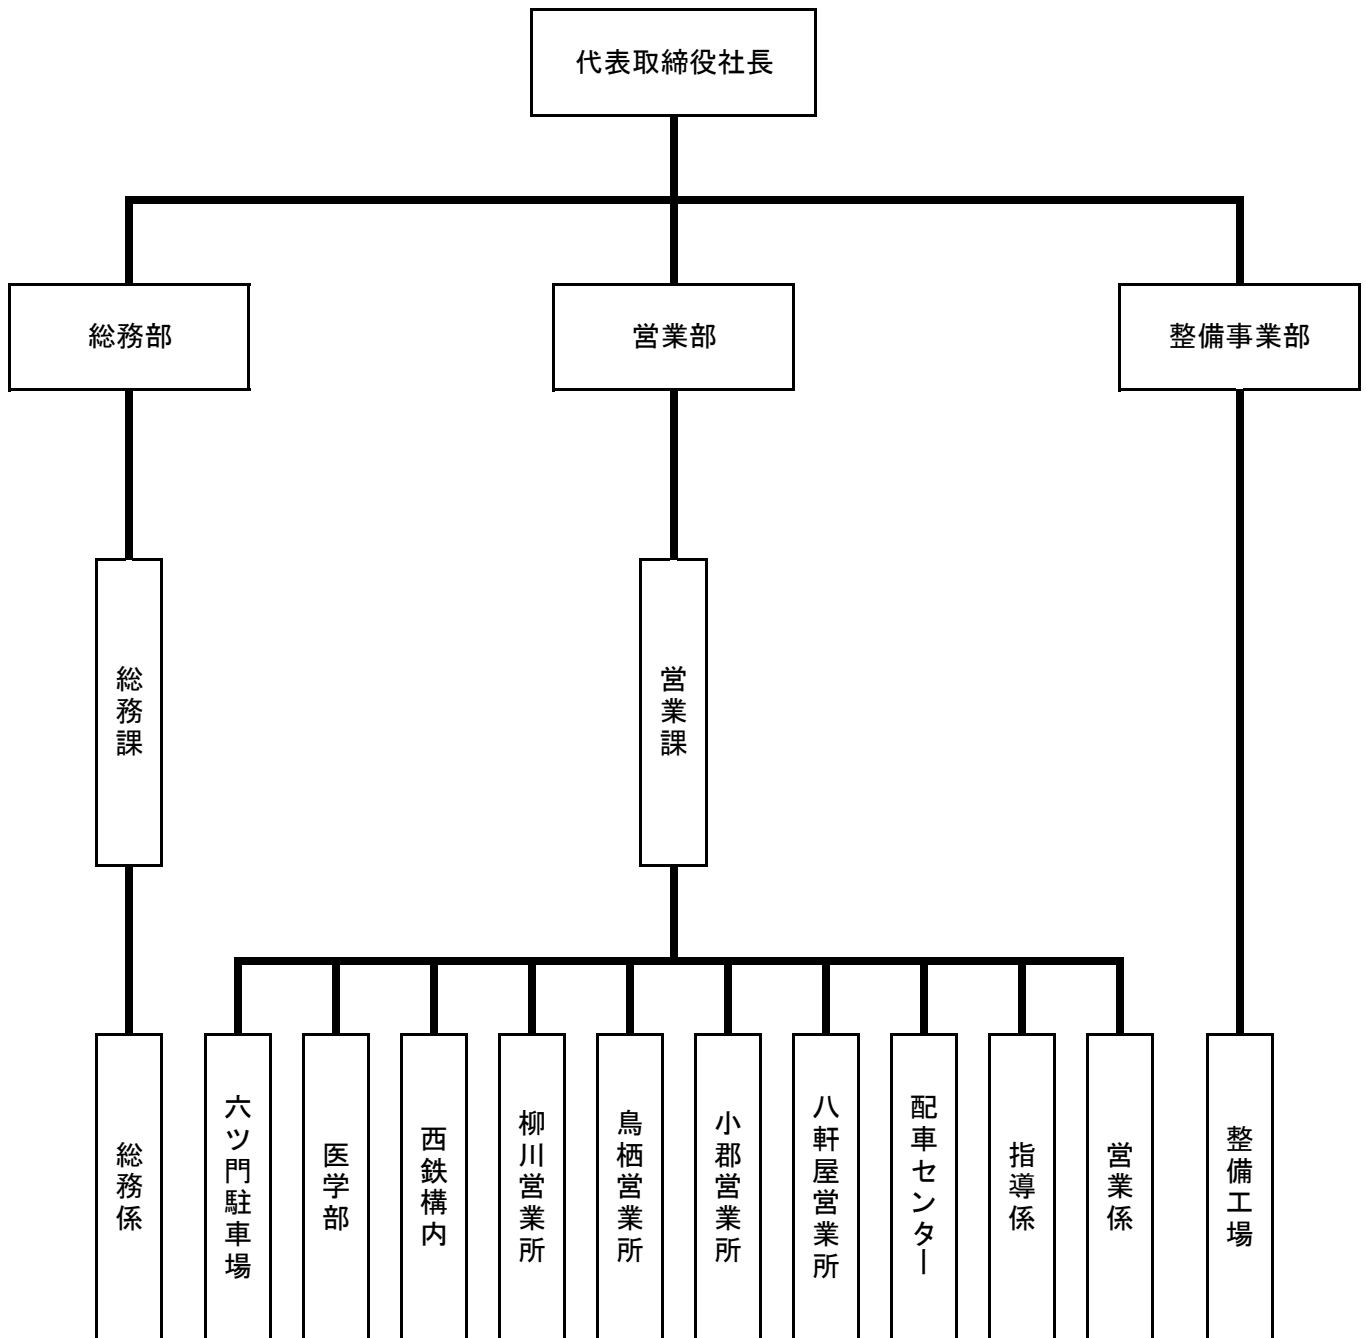 代表取締役社長
総務部
営業部
整備事業部
総務課
営業課
総務係
六ツ門駐車場
医学部
西鉄構内
柳川営業所
鳥栖営業所
小郡営業所
八軒屋営業所
配車センター
指導係
営業係
整備工場